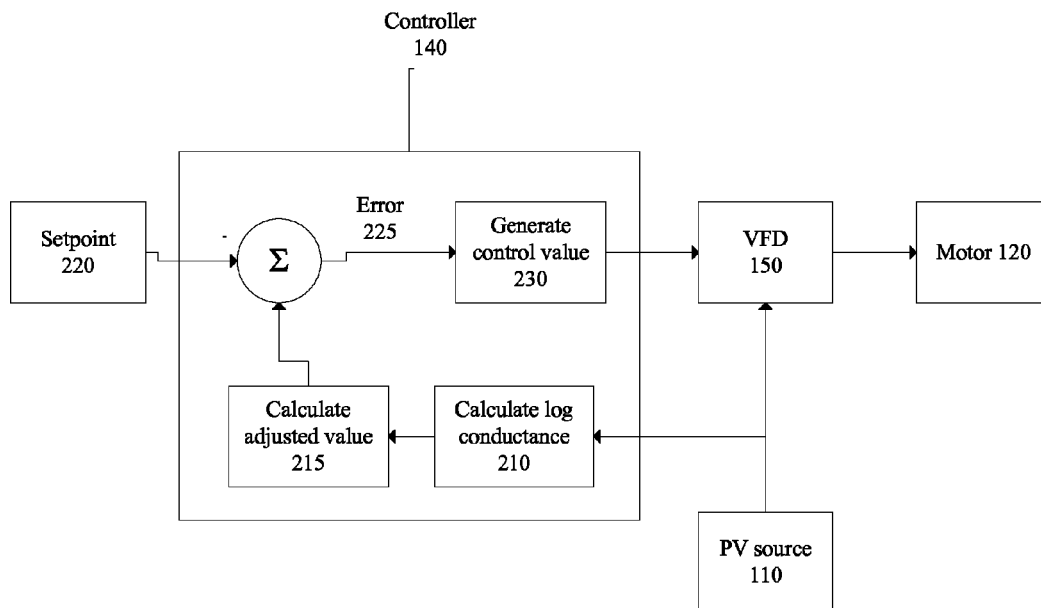 Controller
140
Setpoint
220
-
Σ
Error
225
Generate
control value
230
VFD
150
Motor 120
Calculate
adjusted value
215
Calculate log
conductance
210
PV source
110